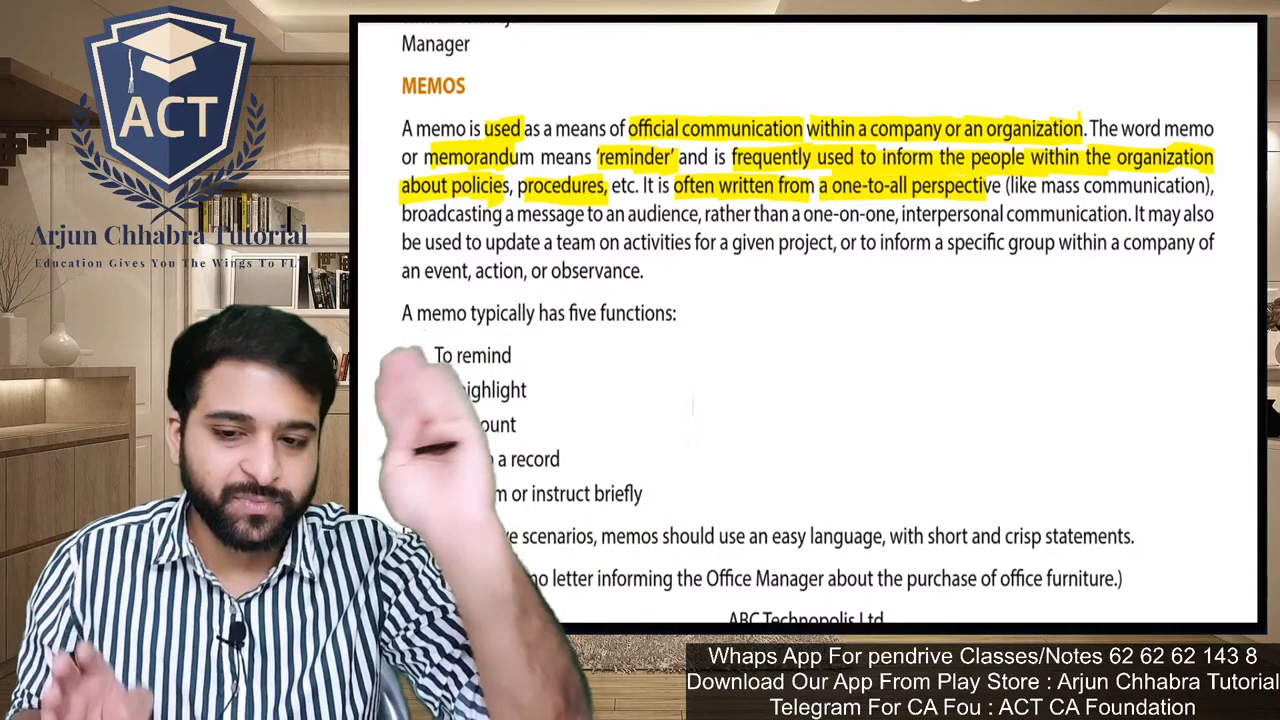 Manager
MEMOS
A memo is used as a means of official communication within a company or an organization. The word memo
or memorandum means ‘reminder’ and is frequently used to inform the people within the organization
about policies, procedures, etc. It is often written from a one-to-all perspective (like mass communication),
broadcasting a message to an audience, rather than a one-on-one, interpersonal communication. It may also
be used to update a team on activities for a given project, or to inform a specific group within a company of
an event, action, or observance.
A memo typically has five functions:
To remind
highlight
a record
or instruct briefly
scenarios, memos should use an easy language, with short and crisp statements.
letter informing the Office Manager about the purchase of office furniture.)
ABC Technopolis Ltd
ACT
Arjun Chhabra Tutorial
Education Gives You The Wings To
Whaps App For pendrive Classes/Notes 62 62 62 143 8
Download Our App From Play Store : Arjun Chhabra Tutorial
Telegram For CA Fou : ACT CA Foundation